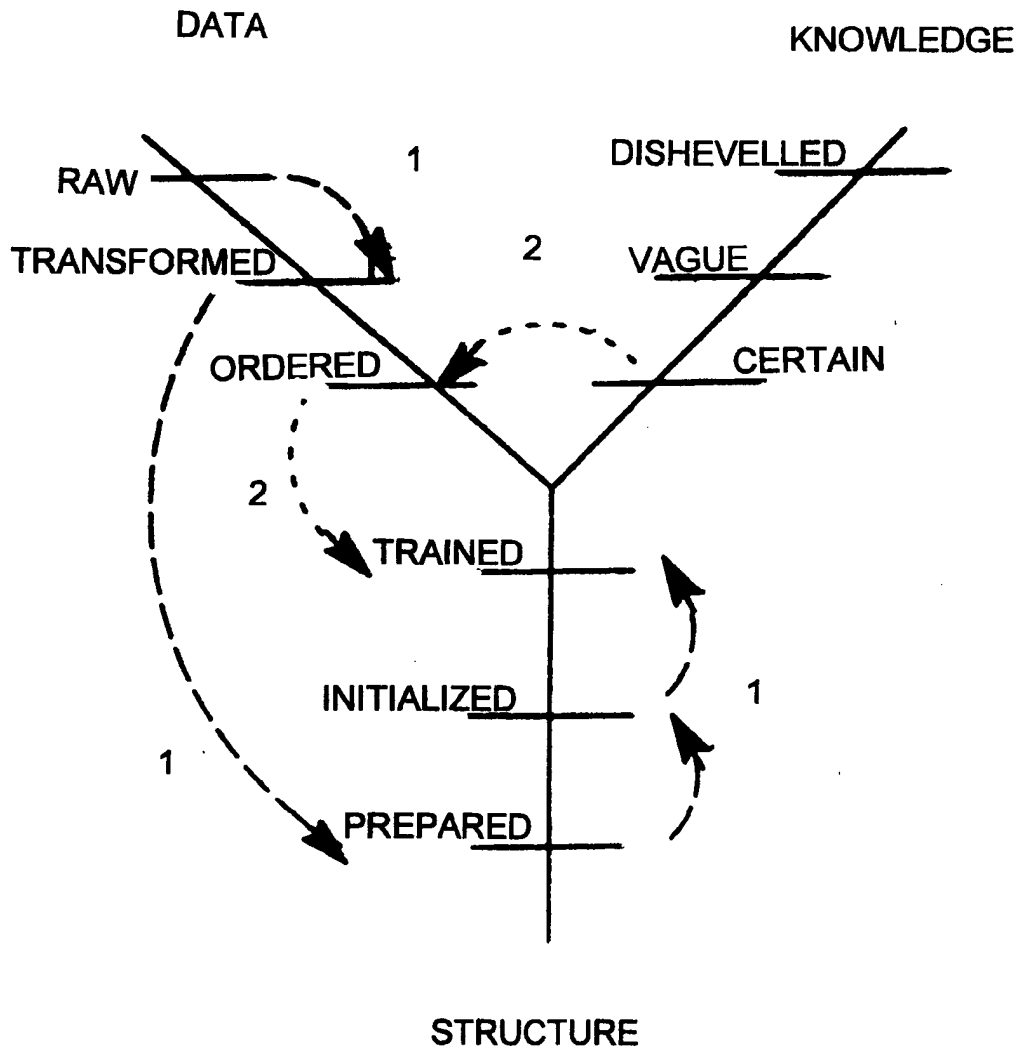 DATA
KNOWLEDGE
1
DISHEVELLED
RAW
2
TRANSFORMED
VAGUE
ORDERED
CERTAIN
2
TRAINED
INITIALIZED
1
1
PREPARED
STRUCTURE